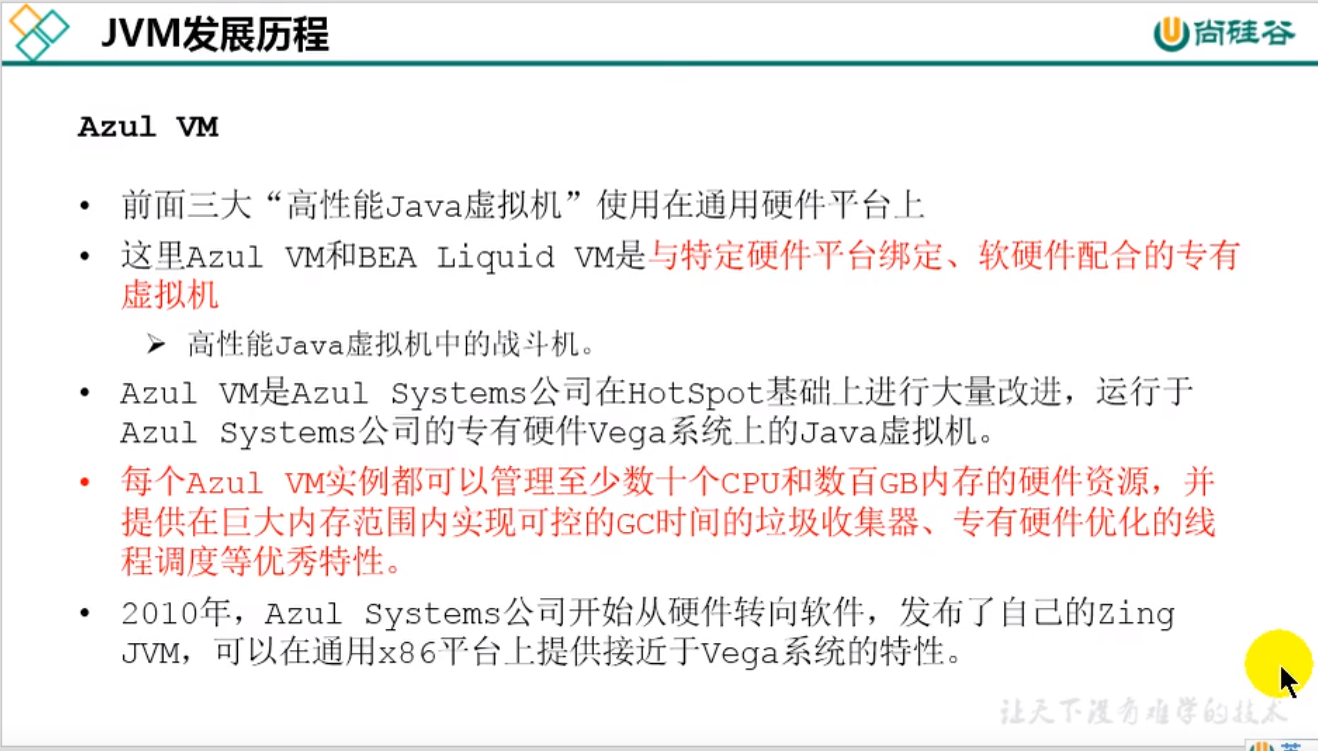 JVM发展历程
尚硅谷
Azul VM
• 前面三大“高性能Java虚拟机”使用在通用硬件平台上
• 这里Azul VM和BEA Liquid VM是与特定硬件平台绑定、软硬件配合的专有
虚拟机
➢ 高性能Java虚拟机中的战斗机。
• Azul VM是Azul Systems公司在HotSpot基础上进行大量改进，运行于
Azul Systems公司的专有硬件Vega系统上的Java虚拟机。
• 每个Azul VM实例都可以管理至少数十个CPU和数百GB内存的硬件资源，并
提供在巨大内存范围内实现可控的GC时间的垃圾收集器、专有硬件优化的线
程调度等优秀特性。
• 2010年，Azul Systems公司开始从硬件转向软件，发布了自己的Zing
JVM，可以在通用x86平台上提供接近于Vega系统的特性。
让天下没有难学的技术